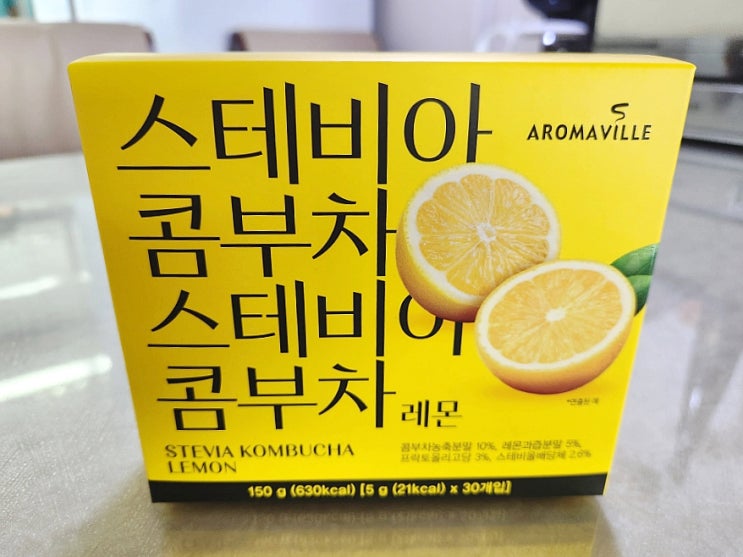 스테비아
AROMAVILLE
콤부차
스테비아
콤부차 레몬
*연출된 예
STEVIA KOMBUCHA
LEMON
콤부차농축분말 10%, 레몬과즙분말 5%,
프락토올리고당 3%, 스테비올배당체 2.6%
150 g (630kcal) [5 g (21kcal) x 30개입]